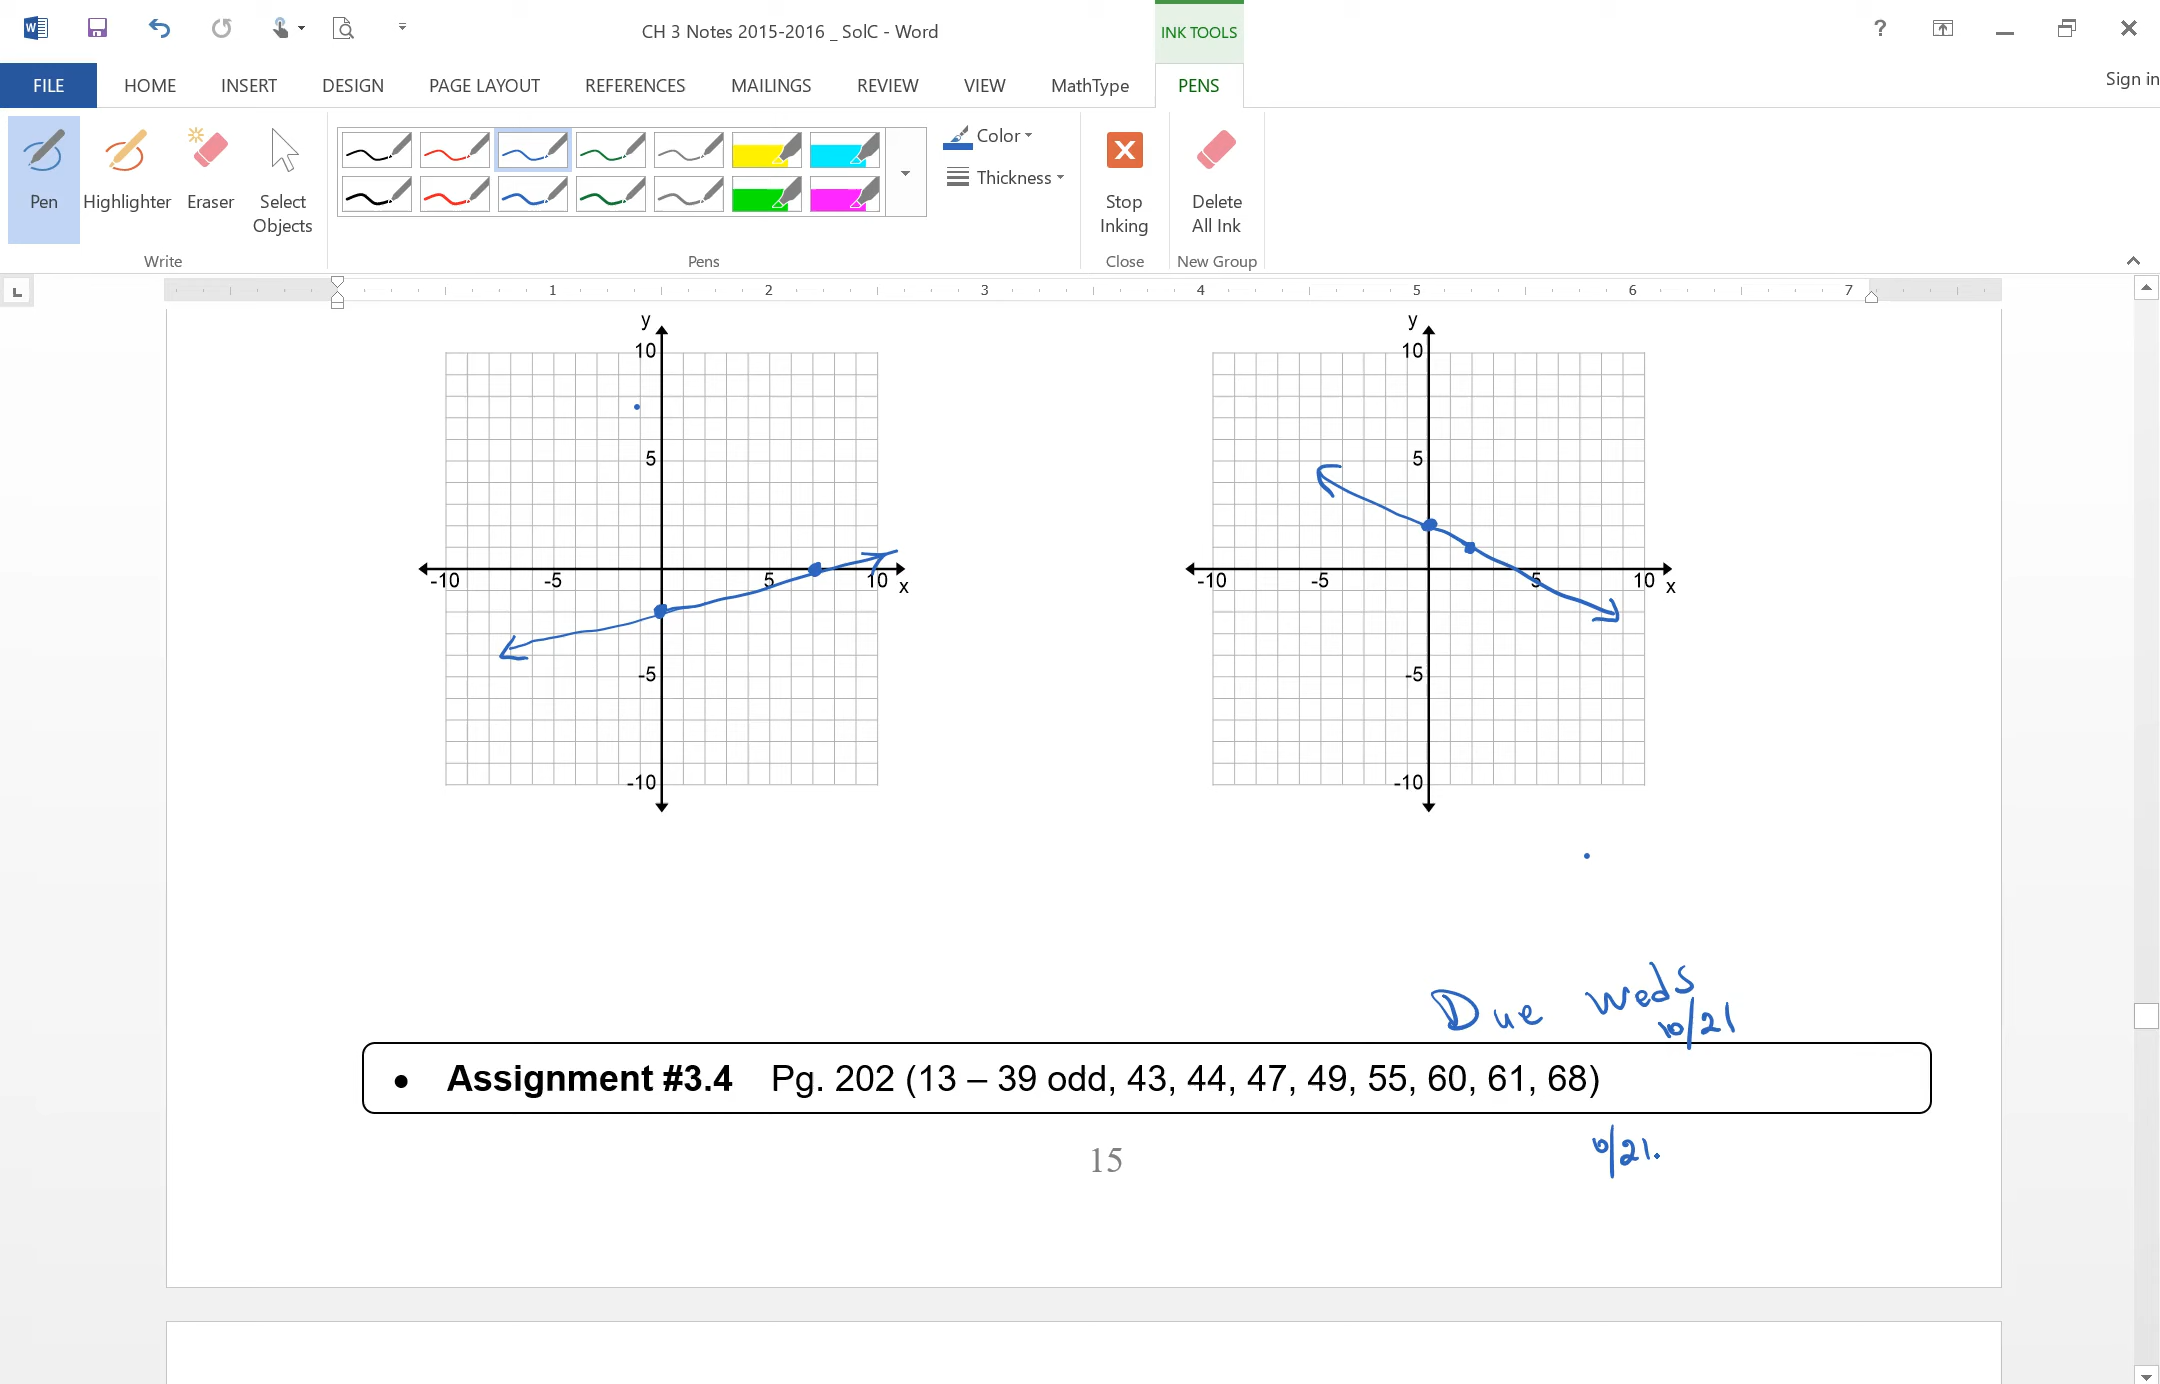 CH 3 Notes 2015-2016 _ SolC - Word
INK TOOLS
?
FILE HOME INSERT DESIGN PAGE LAYOUT REFERENCES MAILINGS REVIEW VIEW MathType PENS
Sign in
Pen Highlighter Eraser Select Objects
Write
Color
Thickness
Pens
Stop Inking
Close
Delete All Ink
New Group
L
1 2 3 4 5 6 7
y
10
5
-10 -5 5 10 x
-5
-10
y
10
5
-10 -5 5 10 x
-5
-10
Due Weds
10/21
• Assignment #3.4 Pg. 202 (13 – 39 odd, 43, 44, 47, 49, 55, 60, 61, 68)
10/21.
15